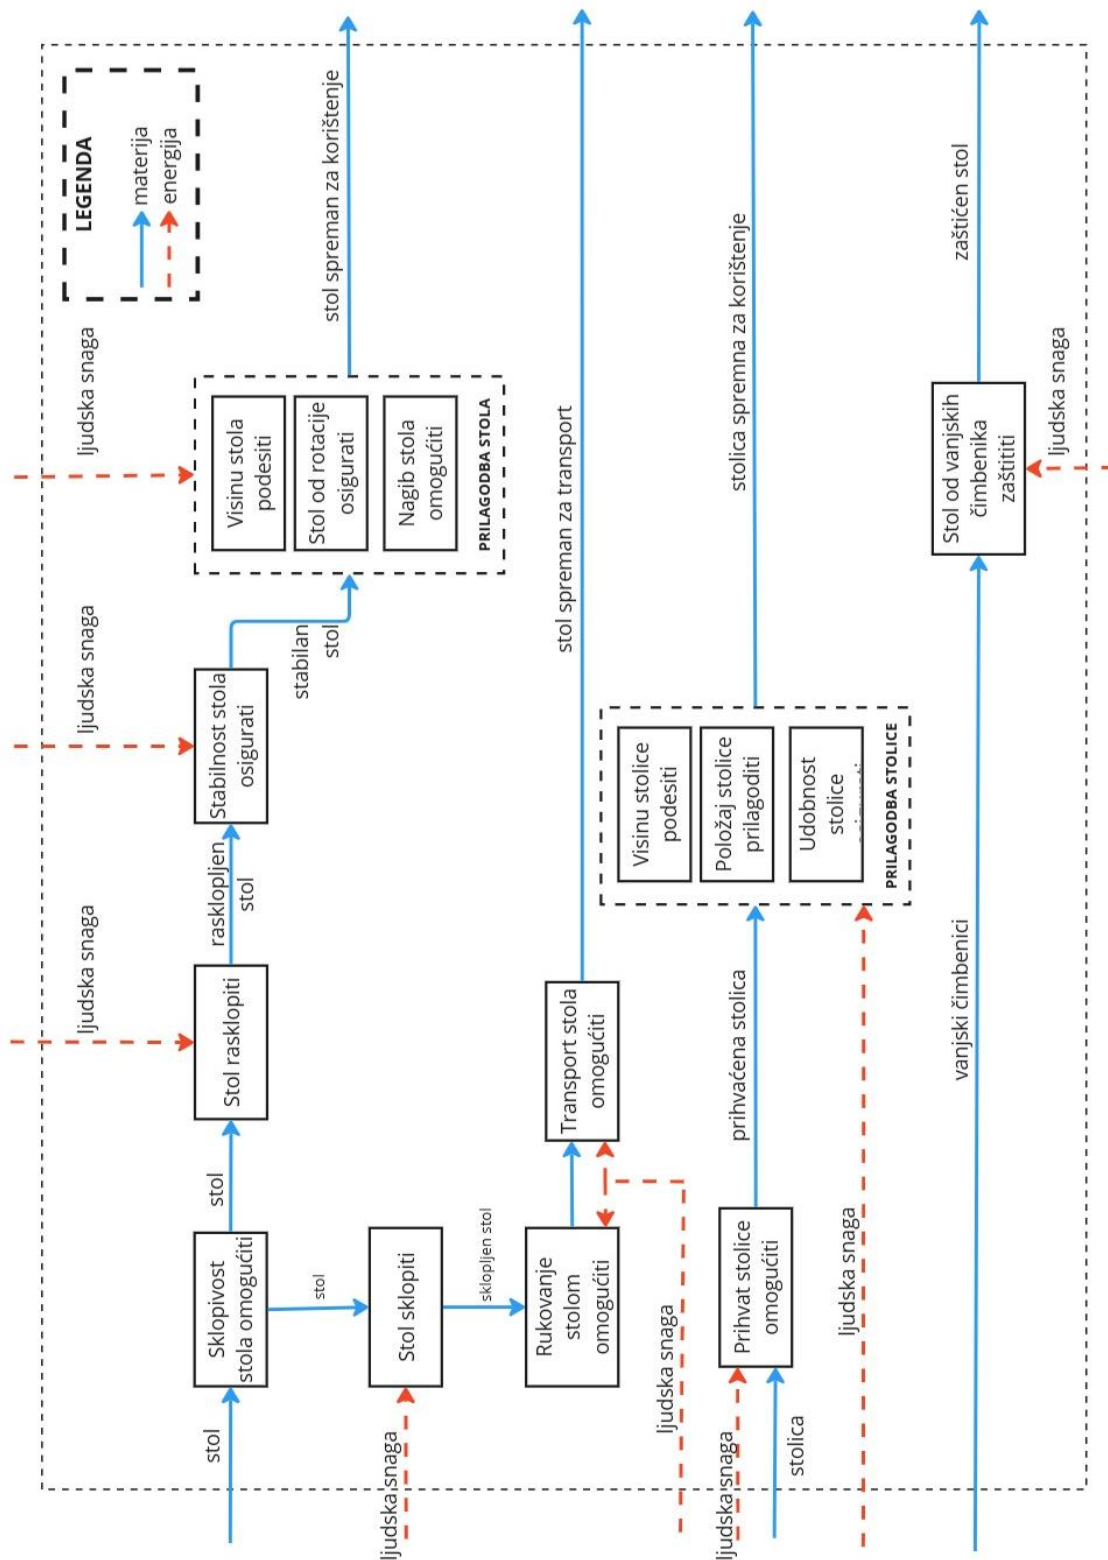 LEGENDA
materija
energija
ljudska snaga
ljudska snaga
ljudska snaga
stol
Sklopivost
stola omogućiti
stol
Stol rasklopiti
rasklopljen
stol
Stabilnost stola
osigurati
stabilan
stol
Visinu stola
podesiti
Stol od rotacije
osigurati
Nagib stola
omogućiti
PRILAGODBA STOLA
stol spreman za korištenje
stol
ljudska snaga
Stol sklopiti
sklopljen stol
Rukovanje
stolom
omogućiti
Transport stola
omogućiti
stol spreman za transport
ljudska snaga
ljudska snaga
stolica
Prihvat stolice
omogućiti
prihvaćena stolica
Visinu stolice
podesiti
Položaj stolice
prilagoditi
Udobnost
stolice
PRILAGODBA STOLICE
stolica spremna za korištenje
ljudska snaga
vanjski čimbenici
Stol od vanjskih
čimbenika
zaštititi
zaštićen stol
ljudska snaga